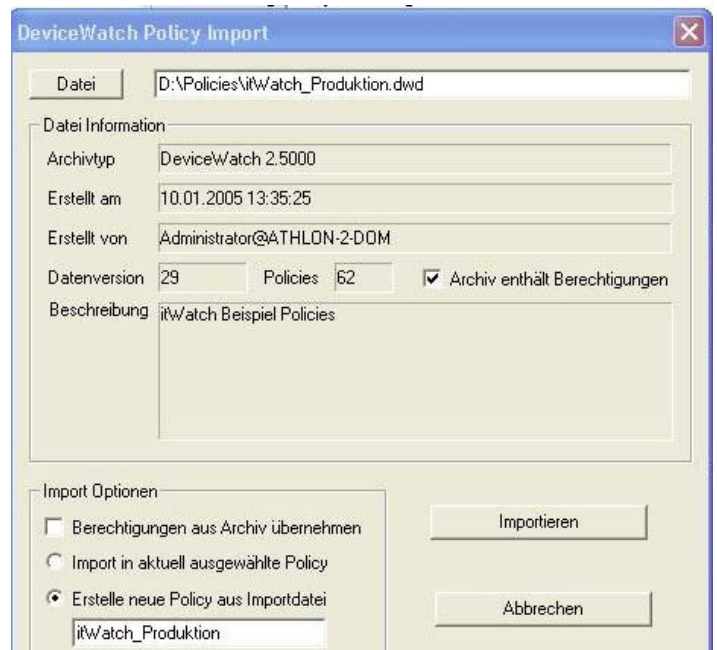 DeviceWatch Policy Import
Datei D:\Policies\itWatch_Produktion.dwd
Datei Information
Archivtyp DeviceWatch 2.5000
Erstellt am 10.01.2005 13:35:25
Erstellt von Administrator@ATHLON-2-DOM
Datenversion 29 Policies 62 Archiv enthält Berechtigungen
Beschreibung itWatch Beispiel Policies
Import Optionen
Berechtigungen aus Archiv übernehmen
Importieren
Import in aktuell ausgewählte Policy
Erstelle neue Policy aus Importdatei
Abbrechen
itWatch_Produktion